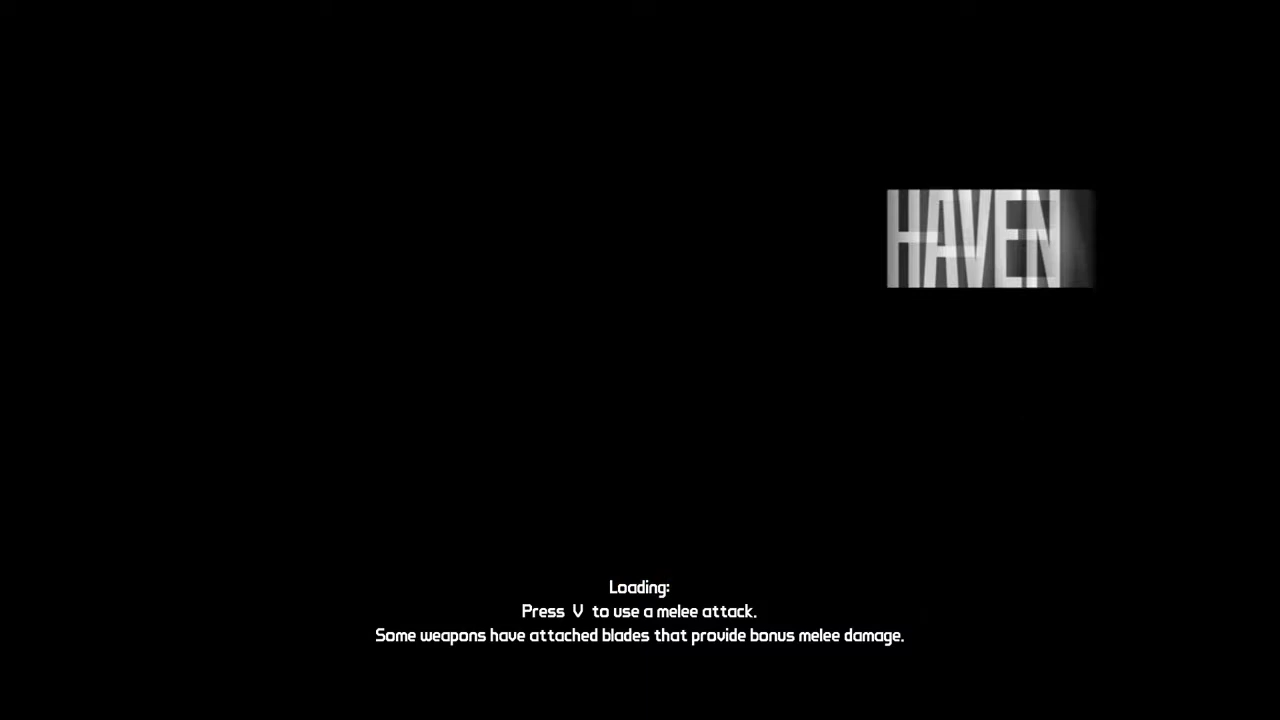 HAVEN
Loading:
Press V to use a melee attack.
Some weapons have attached blades that provide bonus melee damage.